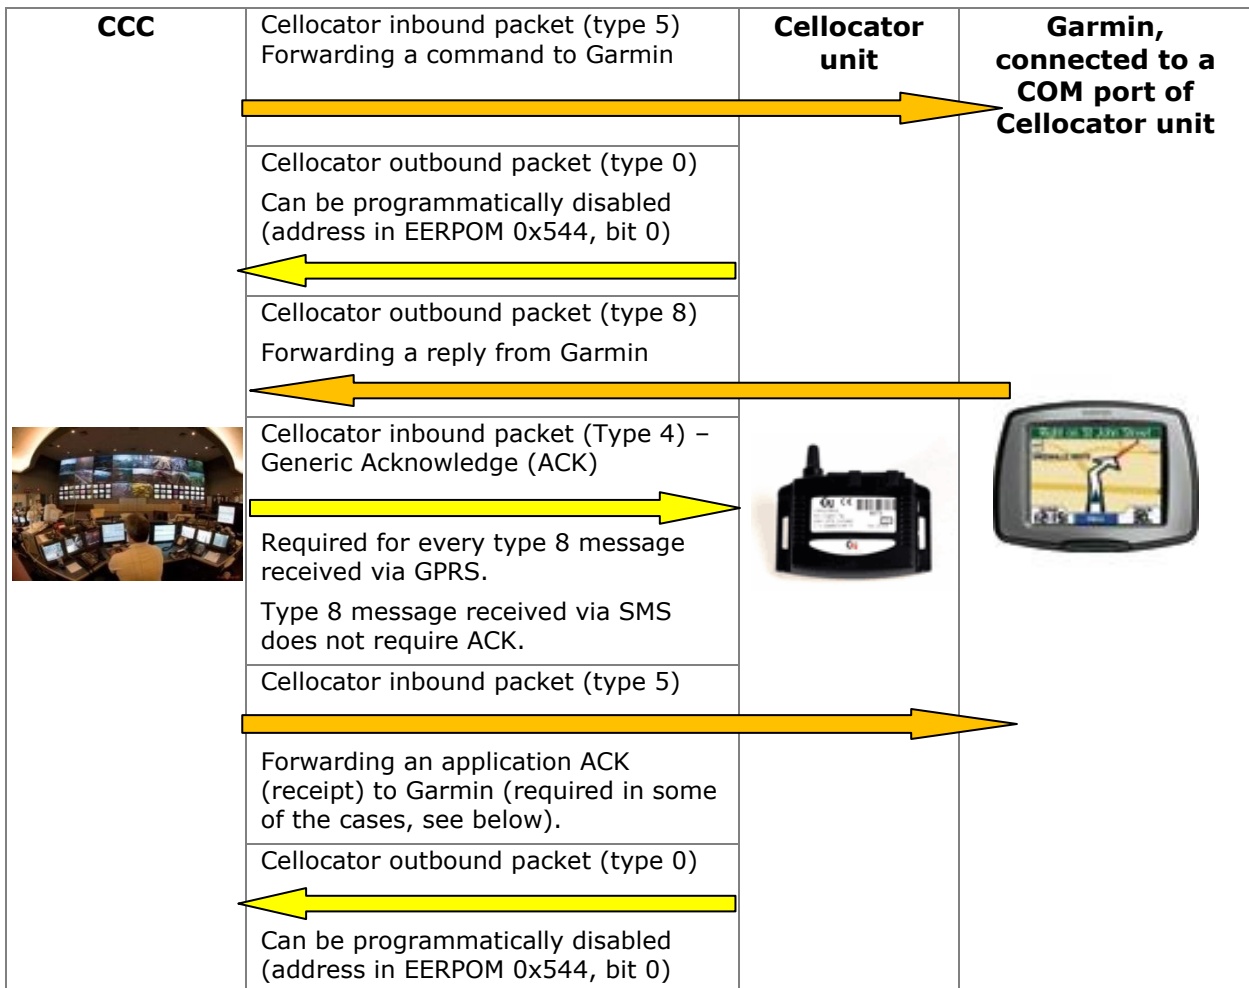 CCC
Cellocator inbound packet (type 5)
Forwarding a command to Garmin
Cellocator
unit
Garmin,
connected to a
COM port of
Cellocator unit
Cellocator outbound packet (type 0)
Can be programmatically disabled
(address in EERPOM 0x544, bit 0)
Cellocator outbound packet (type 8)
Forwarding a reply from Garmin
Cellocator inbound packet (Type 4) –
Generic Acknowledge (ACK)
Required for every type 8 message
received via GPRS.
Type 8 message received via SMS
does not require ACK.
Right on St John Street
Cellocator inbound packet (type 5)
Forwarding an application ACK
(receipt) to Garmin (required in some
of the cases, see below).
Cellocator outbound packet (type 0)
Can be programmatically disabled
(address in EERPOM 0x544, bit 0)